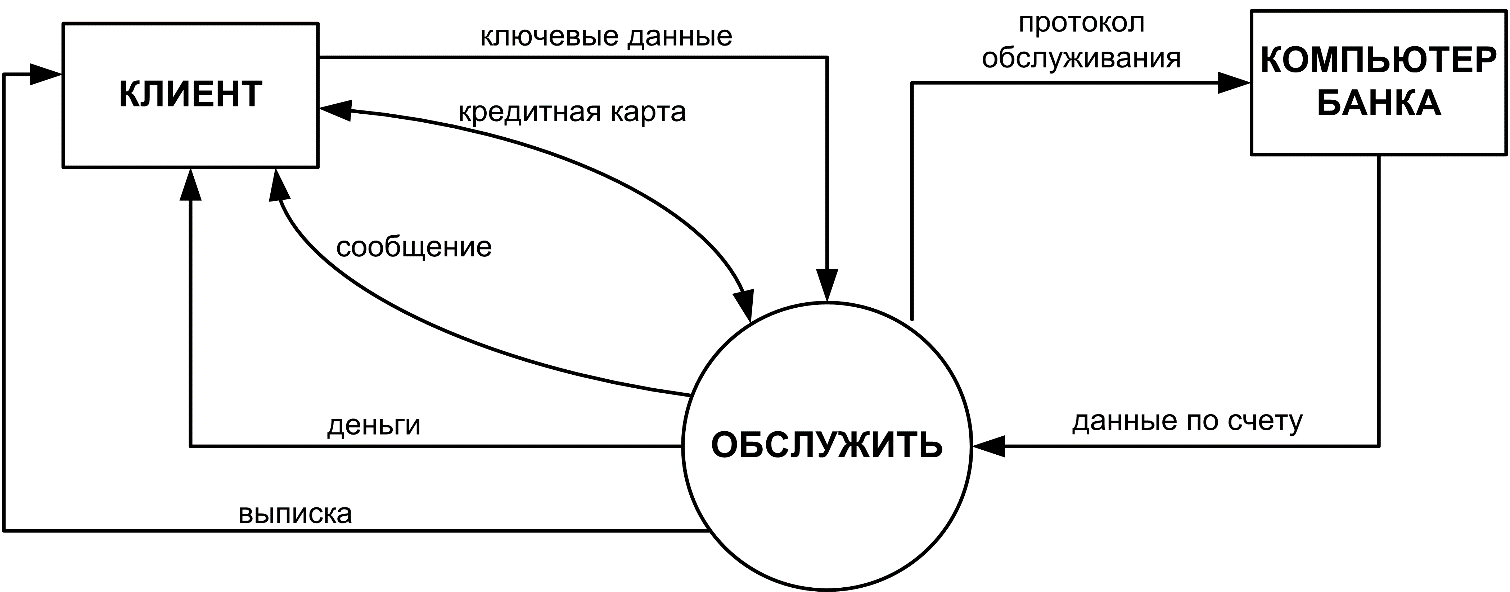 КЛИЕНТ
ключевые данные
кредитная карта
сообщение
деньги
выписка
ОБСЛУЖИТЬ
протокол
обслуживания
КОМПЬЮТЕР
БАНКА
данные по счету